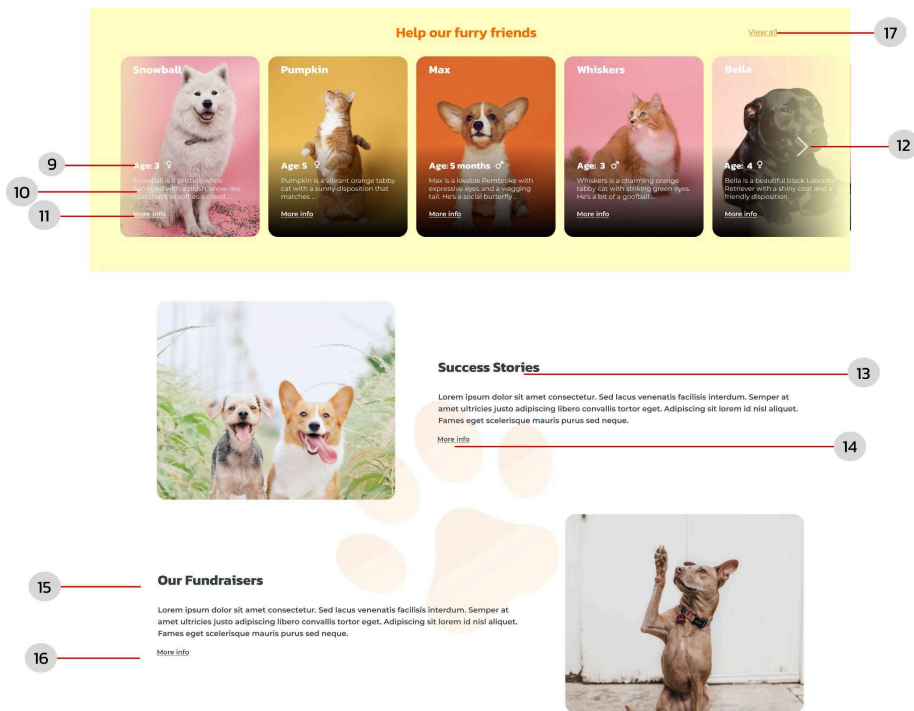 Help our furry friends
View all
17
Snowball
Pumpkin
Max
Whiskers
Bella
12
9
Age: 3 ♀
Age: 5 ♀
Age: 5 months ♂
Age: 3 ♂
Age: 4 ♀
10
Snowball is a pristine white
Samoyed with a plush, snow-like
coat that's as soft as a cloud ...
Pumpkin is a vibrant orange tabby
cat with a sunny disposition that
matches ...
Max is a lovable Pembroke with
expressive eyes and a wagging
tail. He's a social butterfly ...
Whiskers is a charming orange
tabby cat with striking green eyes.
He's a bit of a goofball ...
Bella is a beautiful black Labrador
Retriever with a shiny coat and a
friendly disposition.
11
More info
More info
More info
More info
More info
Success Stories
13
Lorem ipsum dolor sit amet consectetur. Sed lacus venenatis facilisis interdum. Semper at
amet ultricies justo adipiscing libero convallis tortor eget. Adipiscing sit lorem id nisl aliquet.
Fames eget scelerisque mauris purus sed neque.
More info
14
15
Our Fundraisers
Lorem ipsum dolor sit amet consectetur. Sed lacus venenatis facilisis interdum. Semper at
amet ultricies justo adipiscing libero convallis tortor eget. Adipiscing sit lorem id nisl aliquet.
Fames eget scelerisque mauris purus sed neque.
16
More info